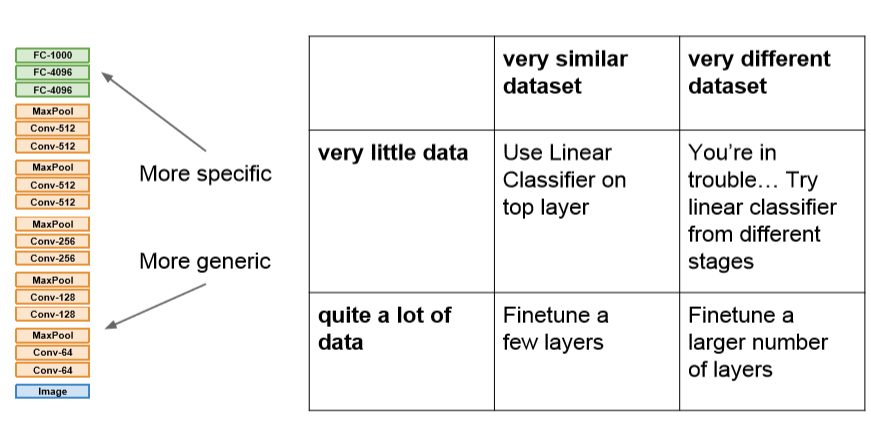 FC-1000
FC-4096
FC-4096
MaxPool
Conv-512
Conv-512
MaxPool
Conv-512
Conv-512
MaxPool
Conv-256
Conv-256
MaxPool
Conv-128
Conv-128
MaxPool
Conv-64
Conv-64
Image
More specific
More generic
very similar
dataset
very different
dataset
very little data
Use Linear
Classifier on
top layer
You're in
trouble… Try
linear classifier
from different
stages
quite a lot of
data
Finetune a
few layers
Finetune a
larger number
of layers